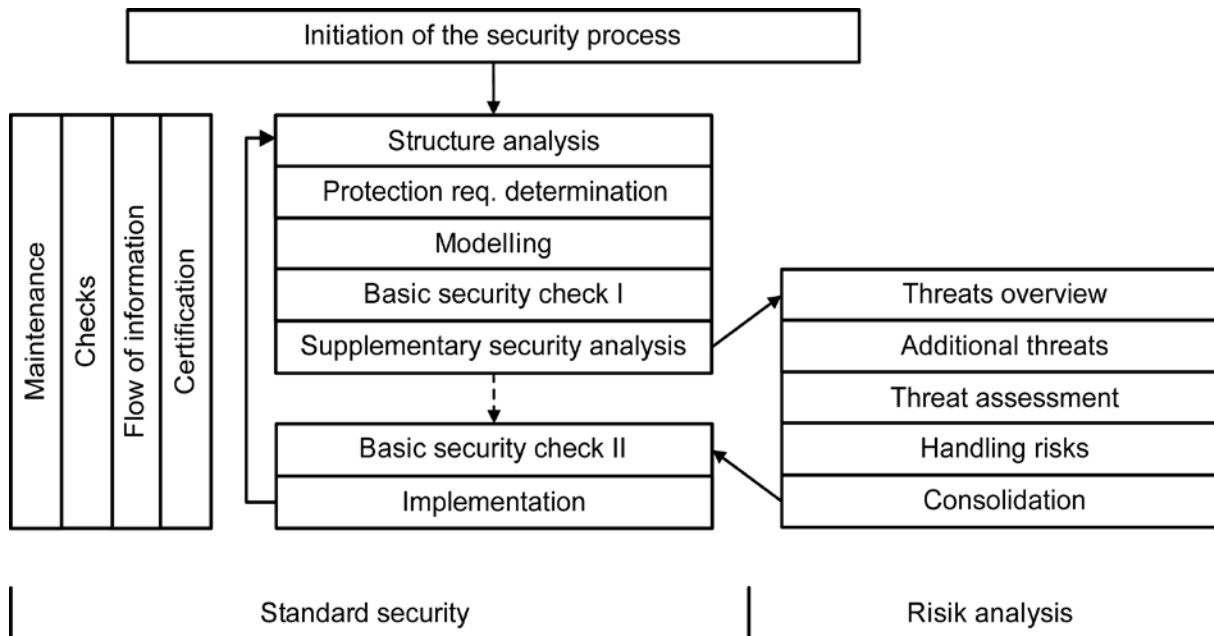 Initiation of the security process
Maintenance
Checks
Flow of information
Certification
Structure analysis
Protection req. determination
Modelling
Basic security check I
Supplementary security analysis
Basic security check II
Implementation
Threats overview
Additional threats
Threat assessment
Handling risks
Consolidation
Standard security
Risik analysis